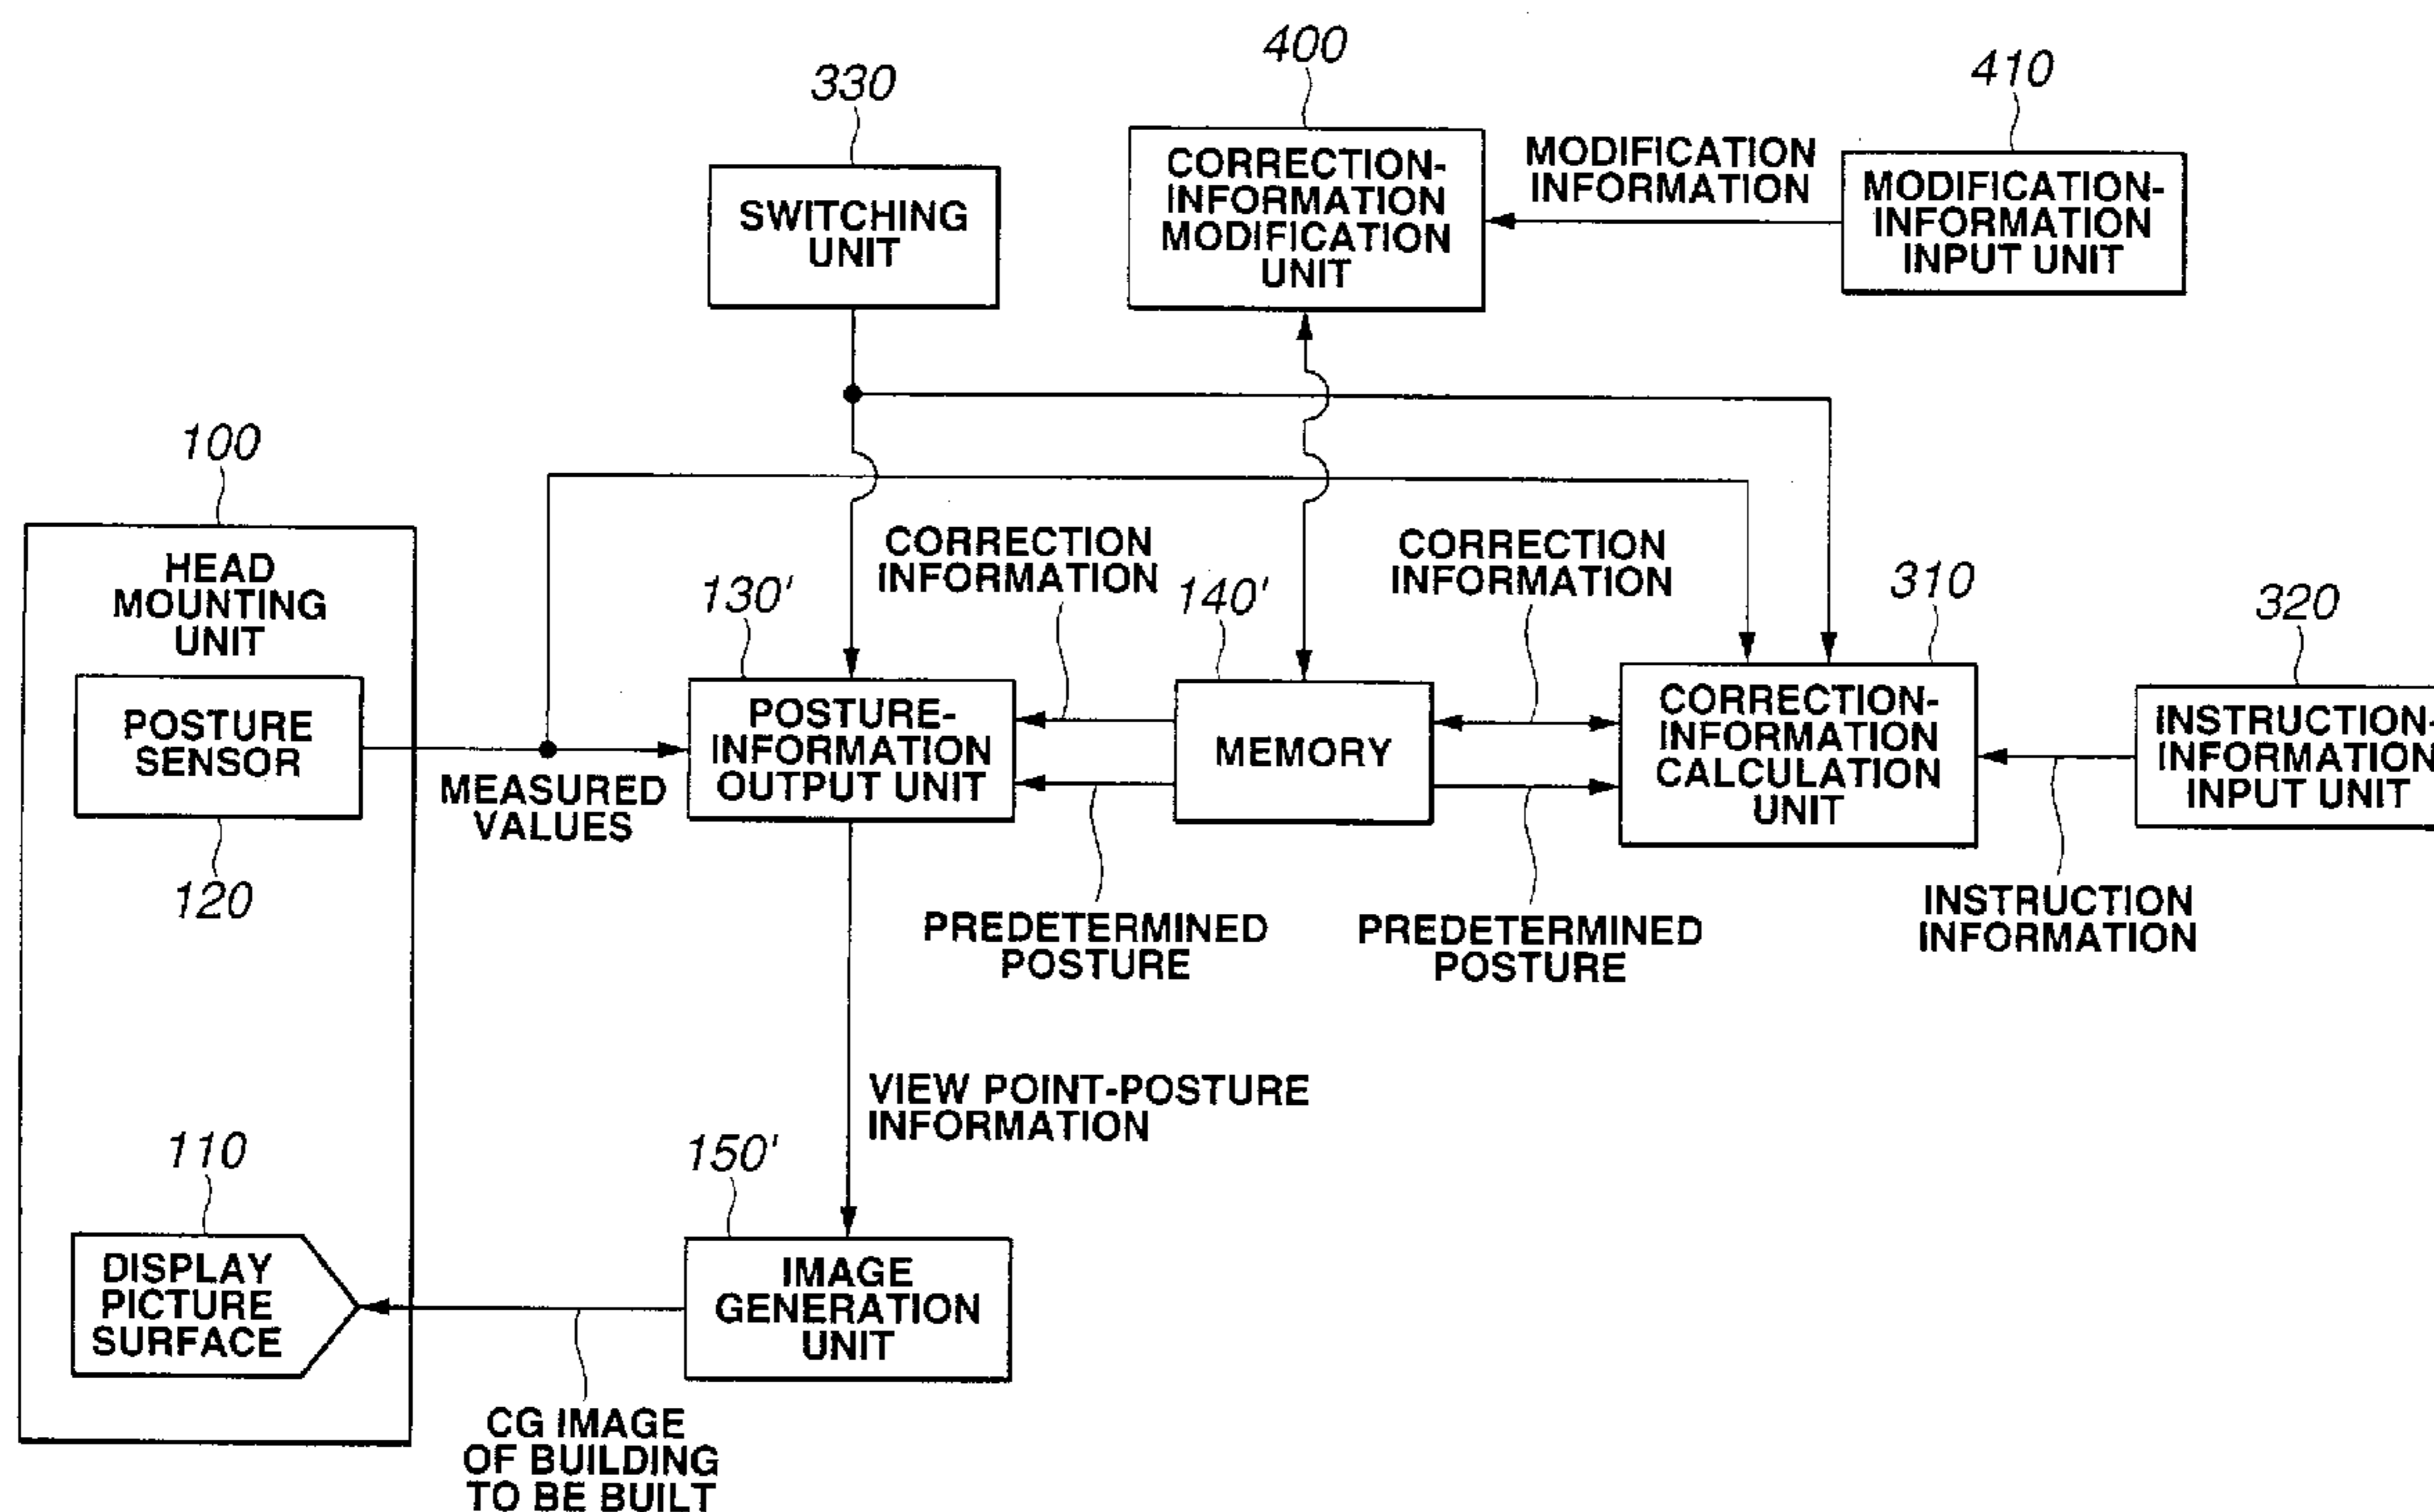 400
410
330
CORRECTION-
INFORMATION
MODIFICATION
UNIT
MODIFICATION
INFORMATION
MODIFICATION-
INFORMATION
INPUT UNIT
SWITCHING
UNIT
100
HEAD
MOUNTING
UNIT
CORRECTION
INFORMATION
CORRECTION
INFORMATION
130'
140'
310
320
POSTURE
SENSOR
120
MEASURED
VALUES
POSTURE-
INFORMATION
OUTPUT UNIT
MEMORY
CORRECTION-
INFORMATION
CALCULATION
UNIT
INSTRUCTION-
INFORMATION
INPUT UNIT
PREDETERMINED
POSTURE
PREDETERMINED
POSTURE
INSTRUCTION
INFORMATION
VIEW POINT-POSTURE
INFORMATION
110
150'
DISPLAY
PICTURE
SURFACE
IMAGE
GENERATION
UNIT
CG IMAGE
OF BUILDING
TO BE BUILT